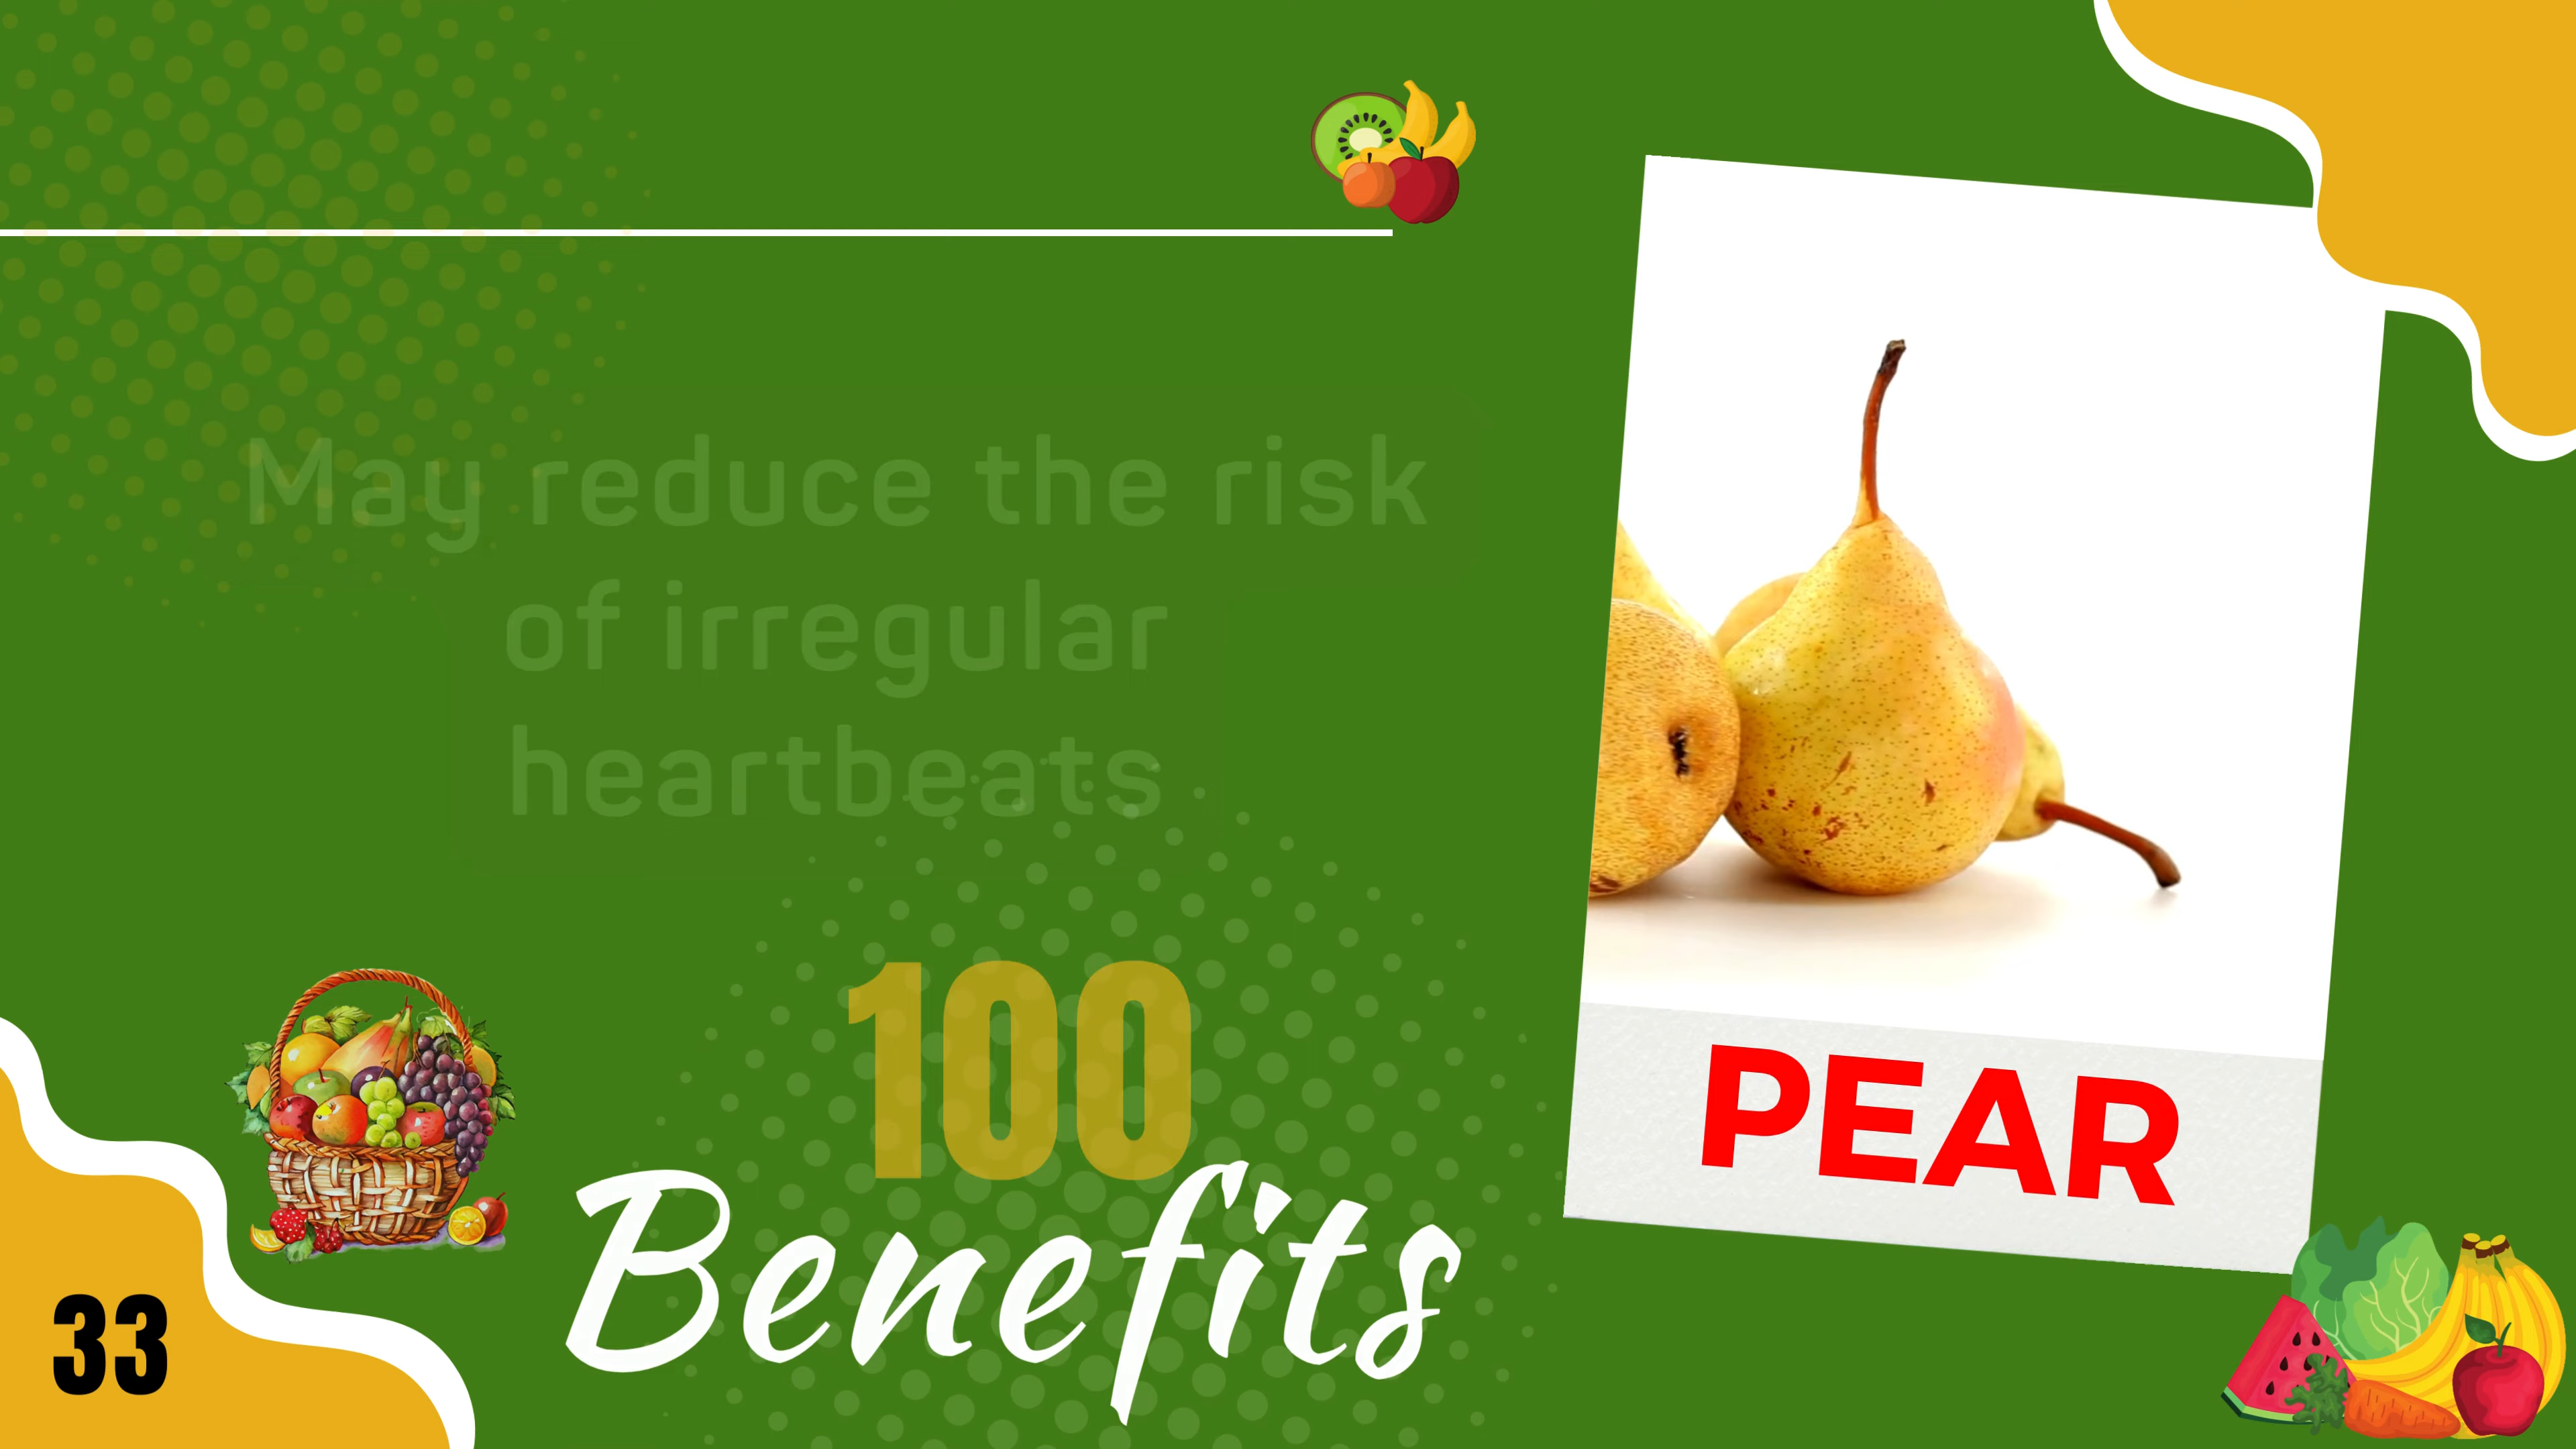 May reduce the risk
of irregular
heartbeats
100
Benefits
33
PEAR